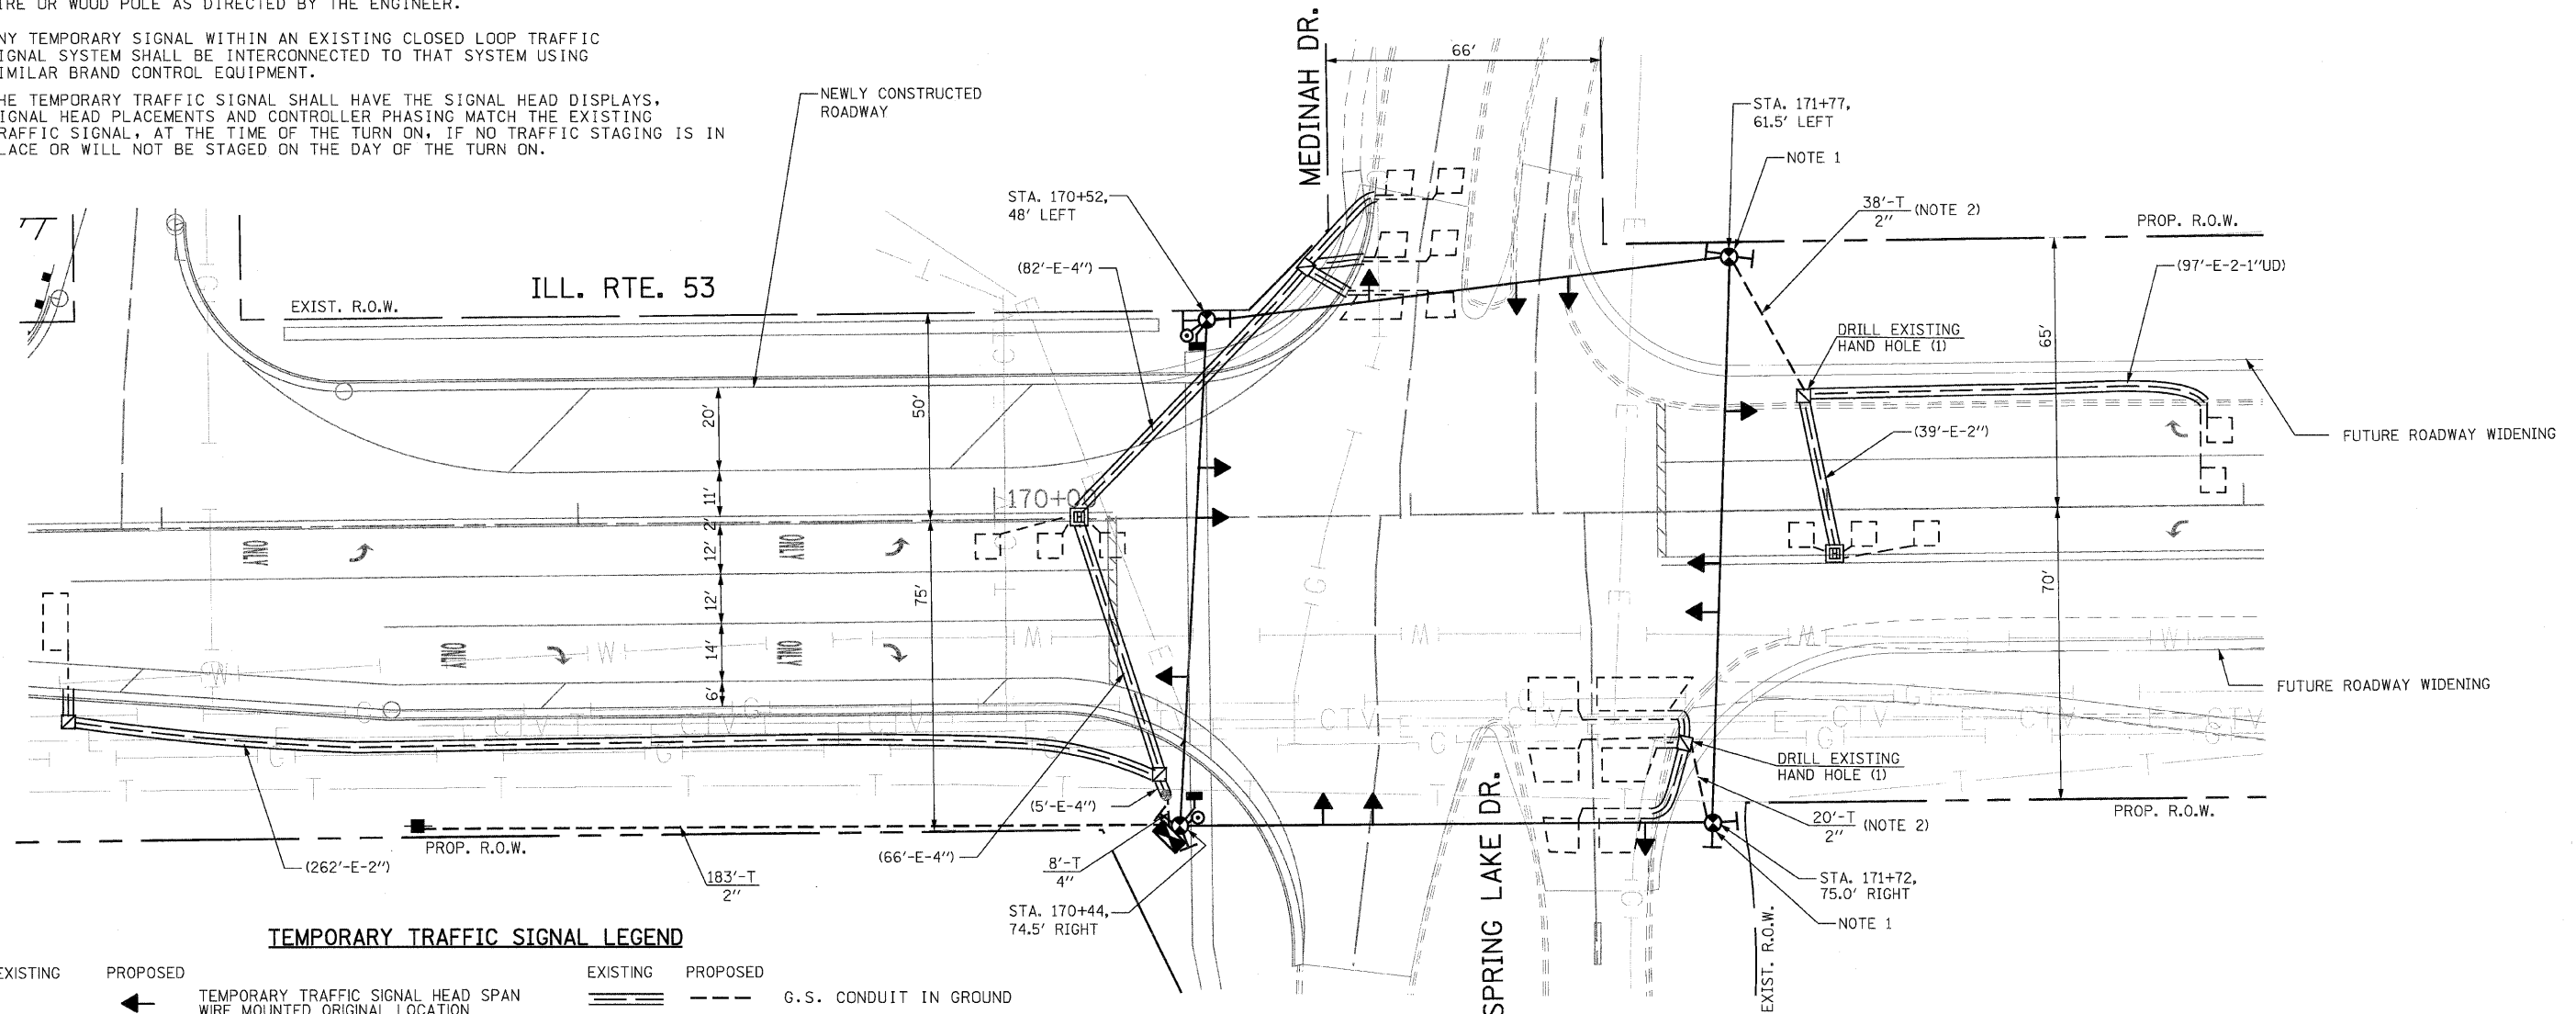 IRE OR WOOD POLE AS DIRECTED BY THE ENGINEER.
NY TEMPORARY SIGNAL WITHIN AN EXISTING CLOSED LOOP TRAFFIC
IGNAL SYSTEM SHALL BE INTERCONNECTED TO THAT SYSTEM USING
IMILAR BRAND CONTROL EQUIPMENT.
HE TEMPORARY TRAFFIC SIGNAL SHALL HAVE THE SIGNAL HEAD DISPLAYS,
IGNAL HEAD PLACEMENTS AND CONTROLLER PHASING MATCH THE EXISTING
RAFFIC SIGNAL, AT THE TIME OF THE TURN ON, IF NO TRAFFIC STAGING IS IN
LACE OR WILL NOT BE STAGED ON THE DAY OF THE TURN ON.
NEWLY CONSTRUCTED
ROADWAY
MEDINAH DR.
66'
STA. 171+77,
61.5' LEFT
NOTE 1
STA. 170+52,
48' LEFT
38'-T
2" (NOTE 2)
PROP. R.O.W.
(82'-E-4")
(97'-E-2-1"UD)
ILL. RTE. 53
EXIST. R.O.W.
DRILL EXISTING
HAND HOLE (1)
65'
20'
50'
(39'-E-2")
FUTURE ROADWAY WIDENING
11'
170+00
2'
ONLY
ONLY
12'
12'
75'
70'
14'
ONLY
ONLY
W
W
W
W
W
6'
FUTURE ROADWAY WIDENING
CTV
CTV
CTV
CTV
CTV
CTV
DRILL EXISTING
HAND HOLE (1)
(5'-E-4")
PROP. R.O.W.
20'-T
2" (NOTE 2)
PROP. R.O.W.
(262'-E-2")
183'-T
2"
(66'-E-4")
8'-T
4"
STA. 171+72,
75.0' RIGHT
STA. 170+44,
74.5' RIGHT
NOTE 1
SPRING LAKE DR.
EXIST. R.O.W.
TEMPORARY TRAFFIC SIGNAL LEGEND
EXISTING PROPOSED
EXISTING PROPOSED
TEMPORARY TRAFFIC SIGNAL HEAD SPAN
WIRE MOUNTED ORIGINAL LOCATION
G.S. CONDUIT IN GROUND